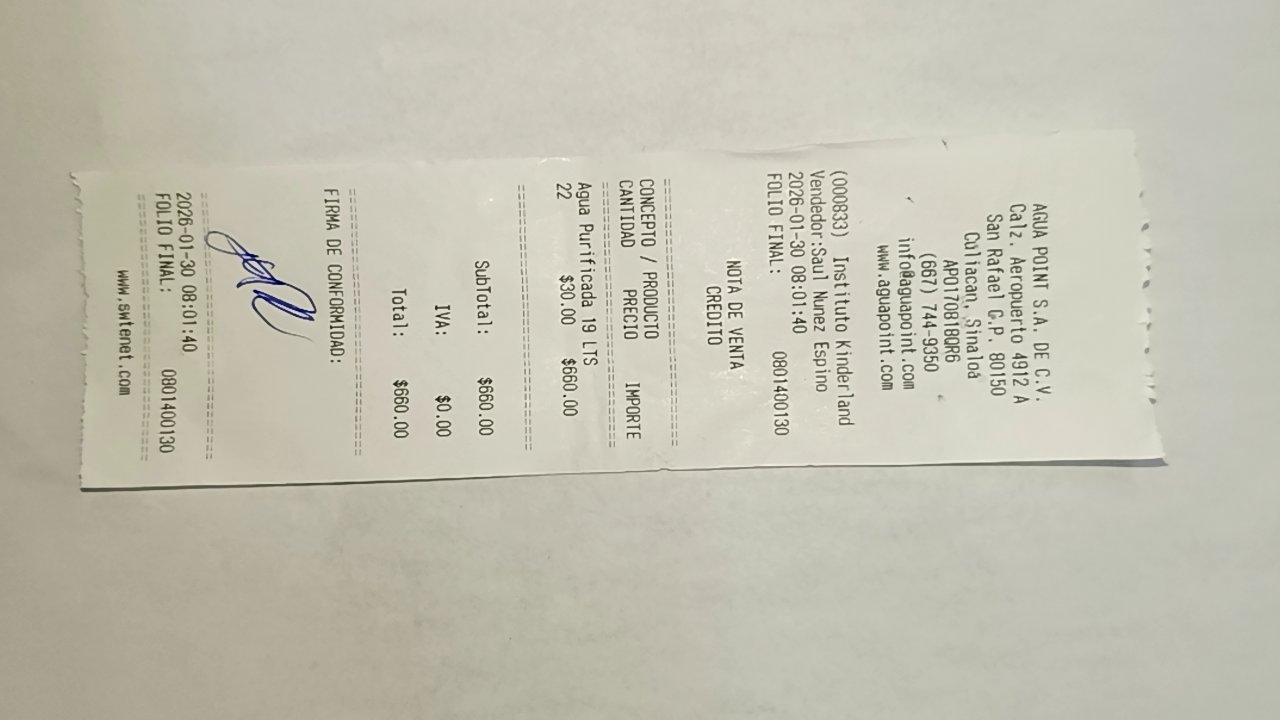 AGUA POINT S.A. DE C.V.
Calz. Aeropuerto 4912 A
San Rafael C.P. 80150
Culiacan, Sinaloa
APO170818QR6
(667) 744-9350
info@aguapoint.com
www.aguapoint.com
(000833) Instituto Kinderland
Vendedor:Saul Nunez Espino
2026-01-30 08:01:40
FOLIO FINAL: 0801400130
NOTA DE VENTA
CREDITO
CONCEPTO / PRODUCTO
CANTIDAD PRECIO IMPORTE
Agua Purificada 19 LTS
22 $30.00 $660.00
SubTotal: $660.00
IVA: $0.00
Total: $660.00
FIRMA DE CONFORMIDAD:
2026-01-30 08:01:40
FOLIO FINAL: 0801400130
www.swtenet.com